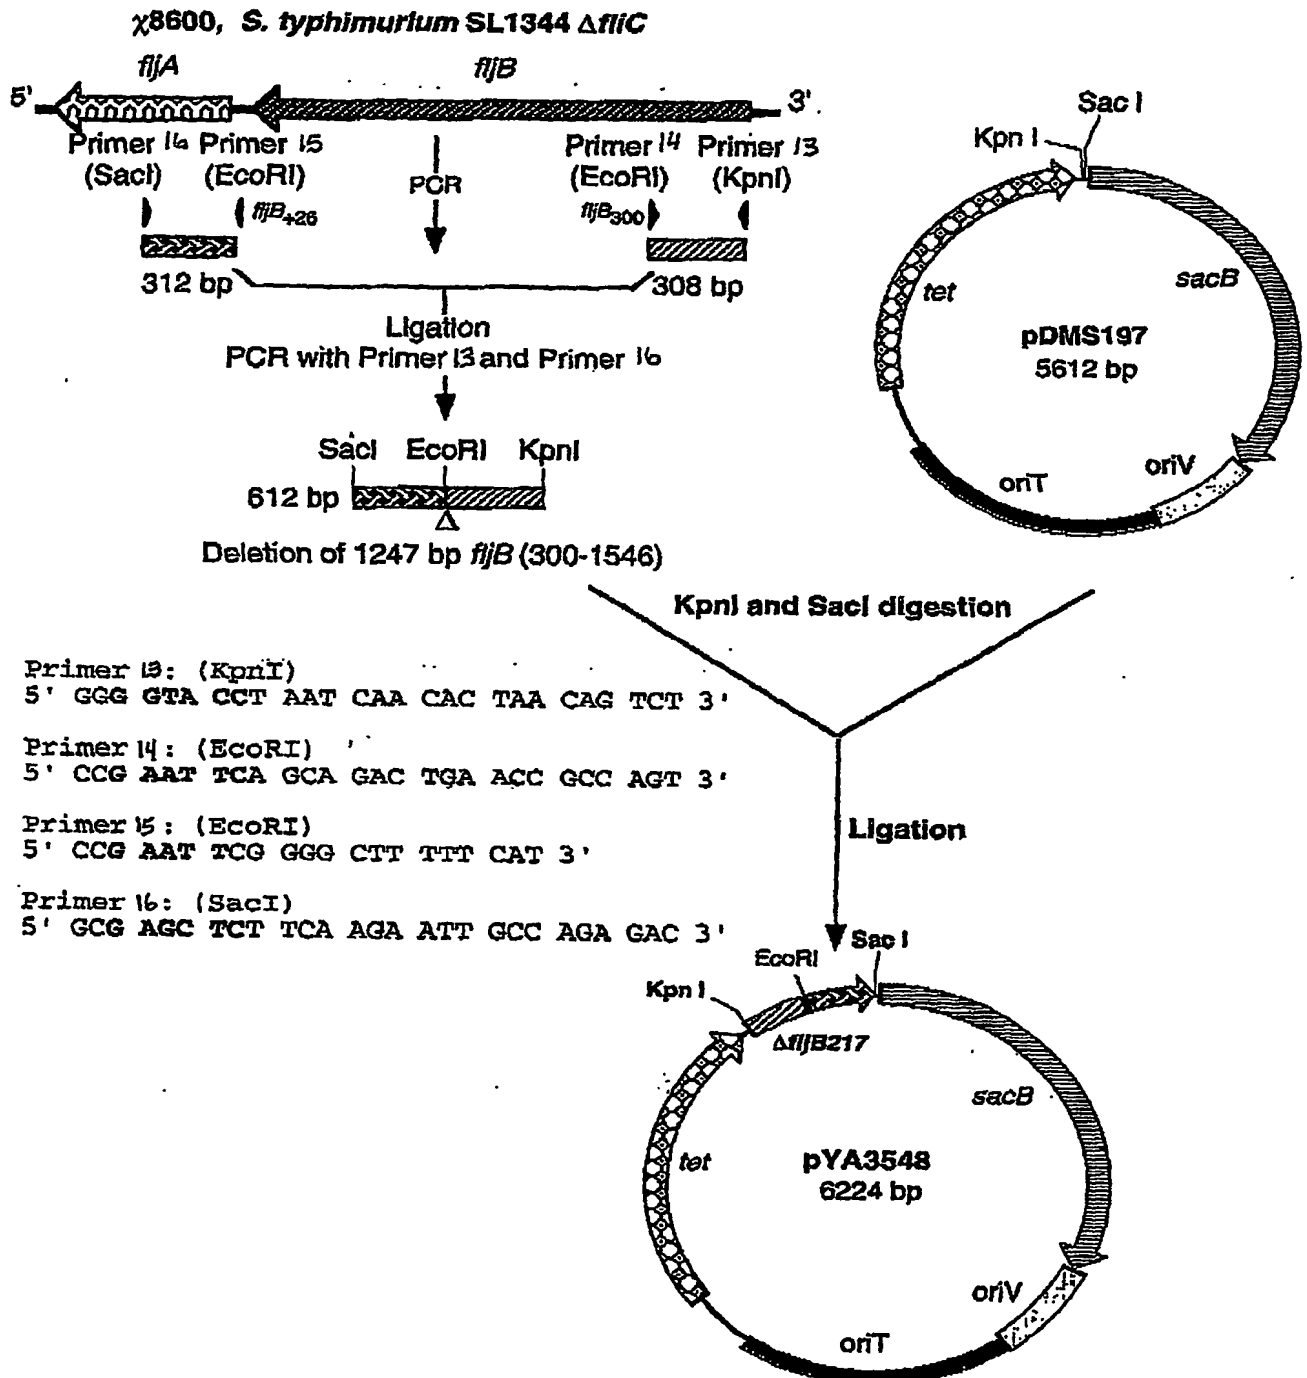 χ8600, S. typhimurium SL1344 ΔfliC
fljA
fljB
5'
3'
Primer 16
(SacI)
Primer 15
(EcoRI)
PCR
Primer 14
(EcoRI)
Primer 13
(KpnI)
fljB+26
fljB300
312 bp
308 bp
Ligation
PCR with Primer 13 and Primer 16
SacI EcoRI KpnI
612 bp
Δ
Deletion of 1247 bp fljB (300-1546)
Sac I
Kpn I
tet
sacB
pDMS197
5612 bp
oriT
oriV
KpnI and SacI digestion
Primer 13: (KpnI)
5' GGG GTA CCT AAT CAA CAC TAA CAG TCT 3'
Primer 14: (EcoRI)
5' CCG AAT TCA GCA GAC TGA ACC GCC AGT 3'
Primer 15: (EcoRI)
5' CCG AAT TCG GGG CTT TTT CAT 3'
Primer 16: (SacI)
5' GCG AGC TCT TCA AGA ATT GCC AGA GAC 3'
Ligation
Sac I
EcoRI
Kpn I
ΔfljB217
sacB
tet
pYA3548
6224 bp
oriV
oriT